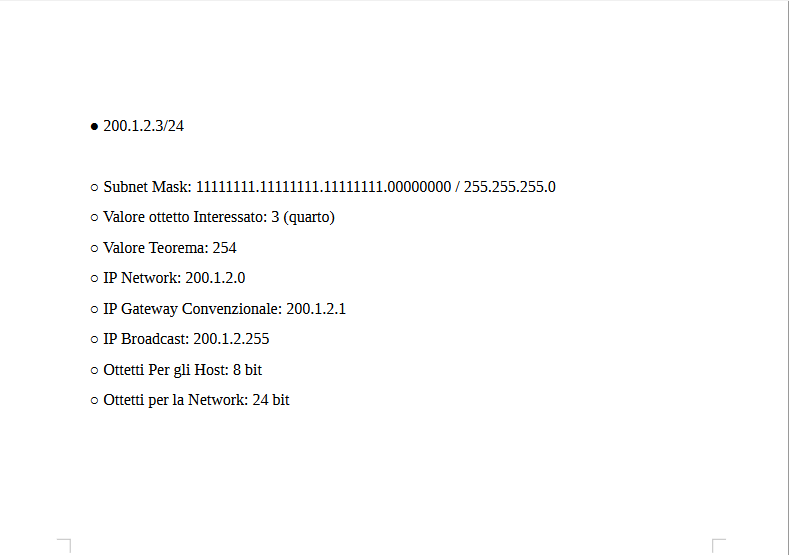 ● 200.1.2.3/24
○ Subnet Mask: 11111111.11111111.11111111.00000000 / 255.255.255.0
○ Valore ottetto Interessato: 3 (quarto)
○ Valore Teorema: 254
○ IP Network: 200.1.2.0
○ IP Gateway Convenzionale: 200.1.2.1
○ IP Broadcast: 200.1.2.255
○ Ottetti Per gli Host: 8 bit
○ Ottetti per la Network: 24 bit